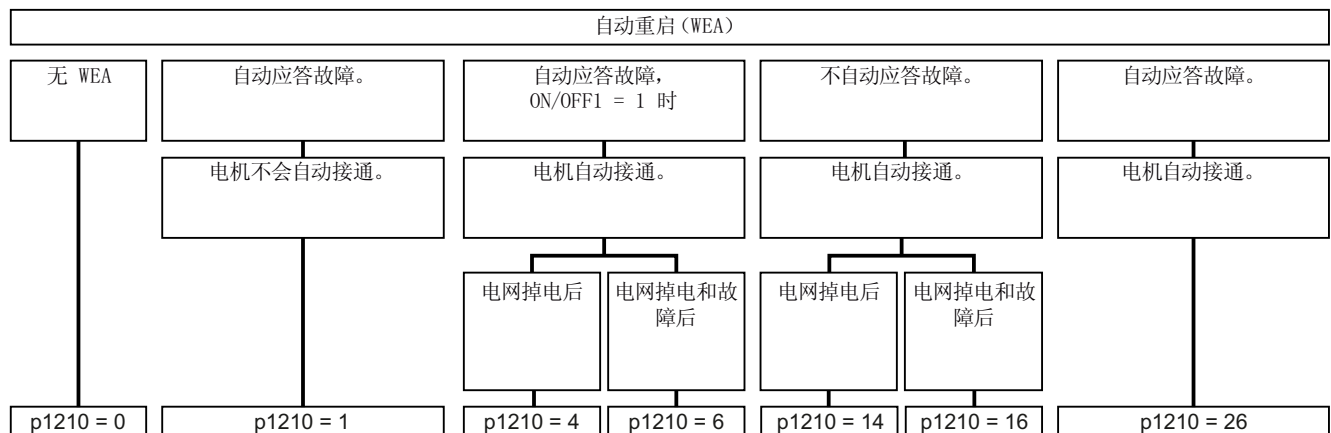 自动重启(WEA)
无 WEA
自动应答故障。
自动应答故障,
ON/OFF1 = 1 时
不自动应答故障。
自动应答故障。
电机不会自动接通。
电机自动接通。
电机自动接通。
电机自动接通。
电网掉电后
电网掉电和故
障后
电网掉电后
电网掉电和故
障后
p1210 = 0
p1210 = 1
p1210 = 4
p1210 = 6
p1210 = 14
p1210 = 16
p1210 = 26